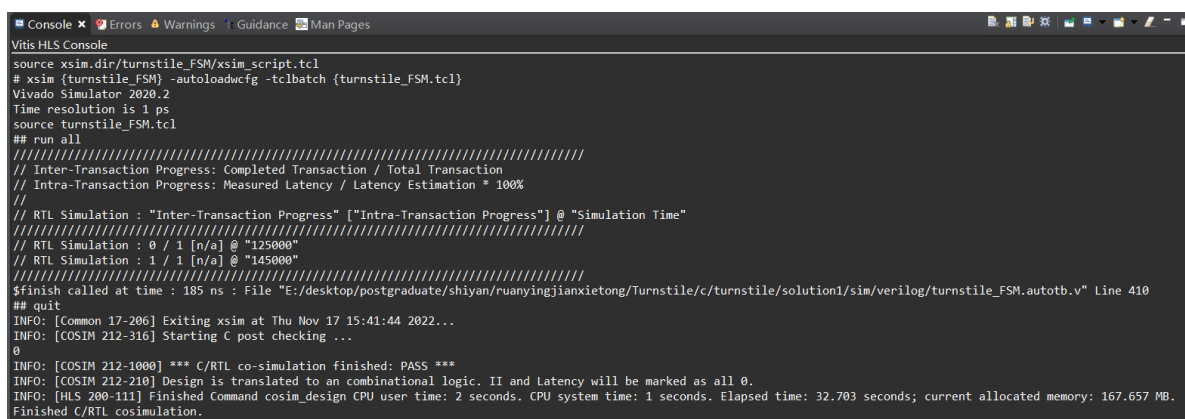 Console Errors Warnings Guidance Man Pages
Vitis HLS Console
source xsim.dir/turnstile_FSM/xsim_script.tcl
# xsim {turnstile_FSM} -autoloadwcfg -tclbatch {turnstile_FSM.tcl}
Vivado Simulator 2020.2
Time resolution is 1 ps
source turnstile_FSM.tcl
## run all
////////////////////////////////////////////////////////////////////////////////////
// Inter-Transaction Progress: Completed Transaction / Total Transaction
// Intra-Transaction Progress: Measured Latency / Latency Estimation * 100%
//
// RTL Simulation : "Inter-Transaction Progress" ["Intra-Transaction Progress"] @ "Simulation Time"
////////////////////////////////////////////////////////////////////////////////////
// RTL Simulation : 0 / 1 [n/a] @ "125000"
// RTL Simulation : 1 / 1 [n/a] @ "145000"
////////////////////////////////////////////////////////////////////////////////////
$finish called at time : 185 ns : File "E:/desktop/postgraduate/shiyan/ruanyingjianxietong/Turnstile/c/turnstile/solution1/sim/verilog/turnstile_FSM.autotb.v" Line 410
## quit
INFO: [Common 17-206] Exiting xsim at Thu Nov 17 15:41:44 2022...
INFO: [COSIM 212-316] Starting C post checking ...
0
INFO: [COSIM 212-1000] *** C/RTL co-simulation finished: PASS ***
INFO: [COSIM 212-210] Design is translated to an combinational logic. II and Latency will be marked as all 0.
INFO: [HLS 200-111] Finished Command cosim_design CPU user time: 2 seconds. CPU system time: 1 seconds. Elapsed time: 32.703 seconds; current allocated memory: 167.657 MB.
Finished C/RTL cosimulation.